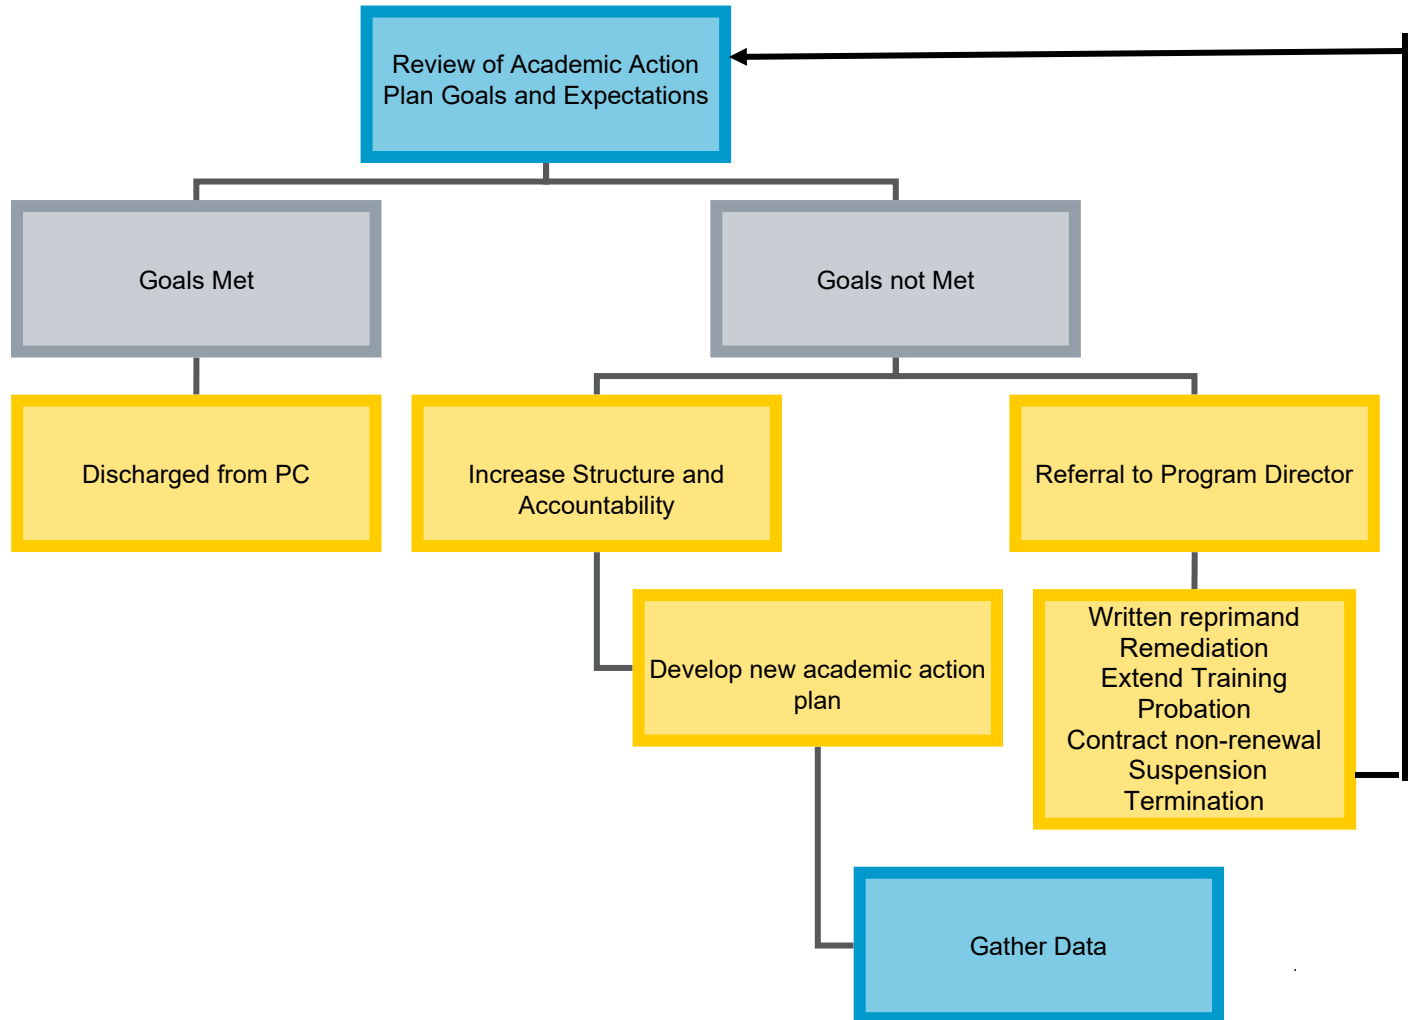 Review of Academic Action
Plan Goals and Expectations
Goals Met
Goals not Met
Discharged from PC
Increase Structure and
Accountability
Referral to Program Director
Develop new academic action
plan
Written reprimand
Remediation
Extend Training
Probation
Contract non-renewal
Suspension
Termination
Gather Data
.